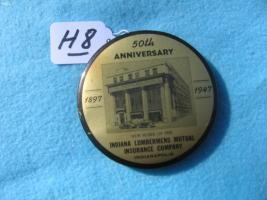 H8
50th
ANNIVERSARY
1897
1947
NEW HOME OF THE
INDIANA LUMBERMENS MUTUAL
INSURANCE COMPANY
INDIANAPOLIS